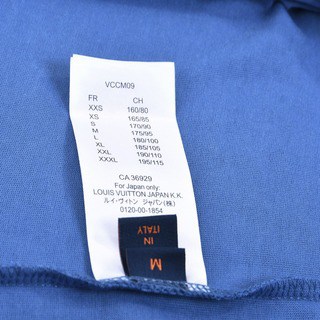 VCCM09
FR CH
XXS 160/80
XS 165/85
S 170/90
M 175/95
L 180/100
XL 185/105
XXL 190/110
XXXL 195/115
CA 36929
For Japan only:
LOUIS VUITTON JAPAN K.K.
ルイ・ヴィトン ジャパン(株)
0120-00-1854
IN
ITALY
M